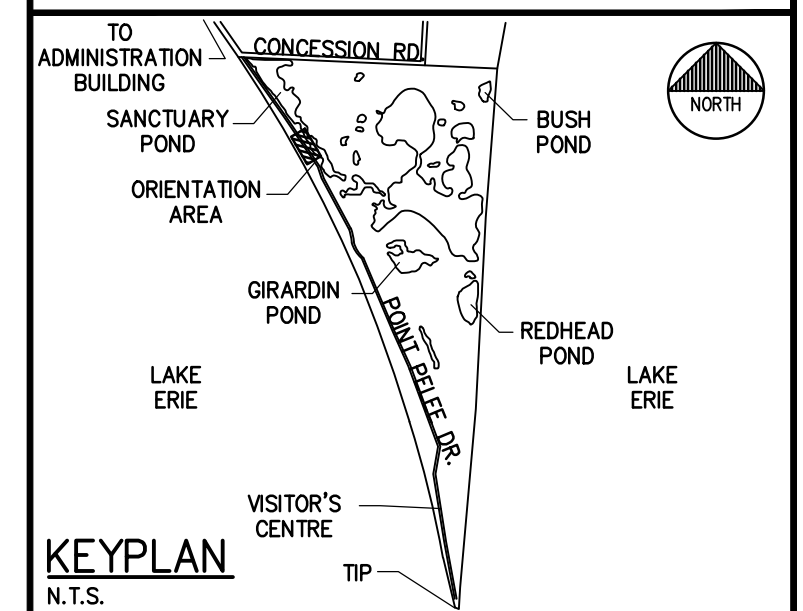 TO
ADMINISTRATION
BUILDING
CONCESSION RD.
NORTH
SANCTUARY
POND
BUSH
POND
ORIENTATION
AREA
GIRARDIN
POND
POINT PELEE DR.
REDHEAD
POND
LAKE
ERIE
LAKE
ERIE
VISITOR'S
CENTRE
KEYPLAN
N.T.S.
TIP